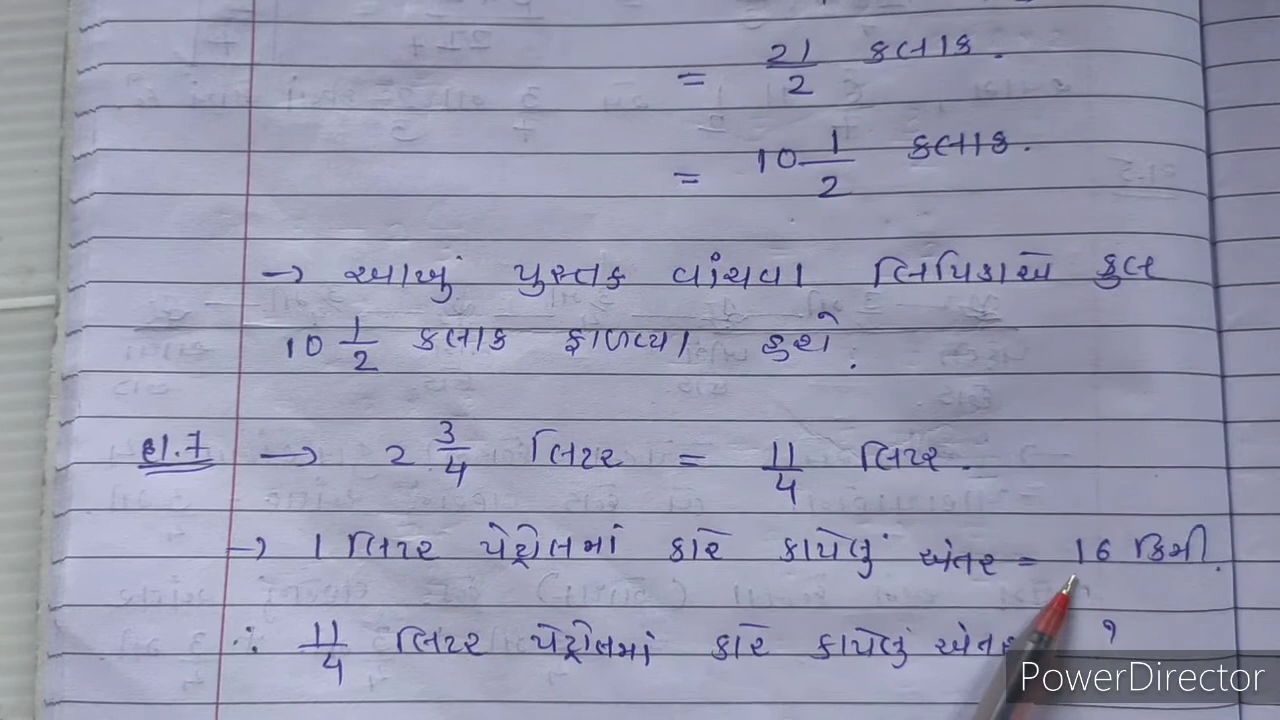 = 21/2 કલાક.
= 10 1/2 કલાક.
→ આખું પુસ્તક વાંચવા લિપિકાએ કુલ
10 1/2 કલાક ફાળવ્યા હશે.
દા.7 → 2 3/4 લિટર = 11/4 લિટર.
→ 1 લિટર પેટ્રોલમાં કારે કાપેલું અંતર = 16 કિમી.
∴ 11/4 લિટર પેટ્રોલમાં કારે કાપેલું અંતર ?
PowerDirector